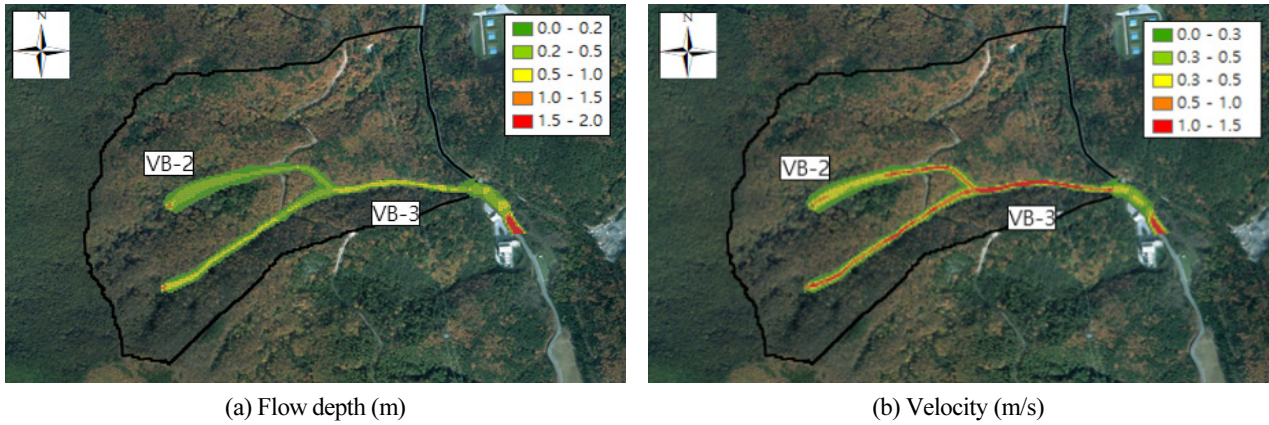 N
0.0 - 0.2
0.2 - 0.5
0.5 - 1.0
1.0 - 1.5
1.5 - 2.0
VB-2
VB-3
(a) Flow depth (m)
N
0.0 - 0.3
0.3 - 0.5
0.3 - 0.5
0.5 - 1.0
1.0 - 1.5
VB-2
VB-3
(b) Velocity (m/s)